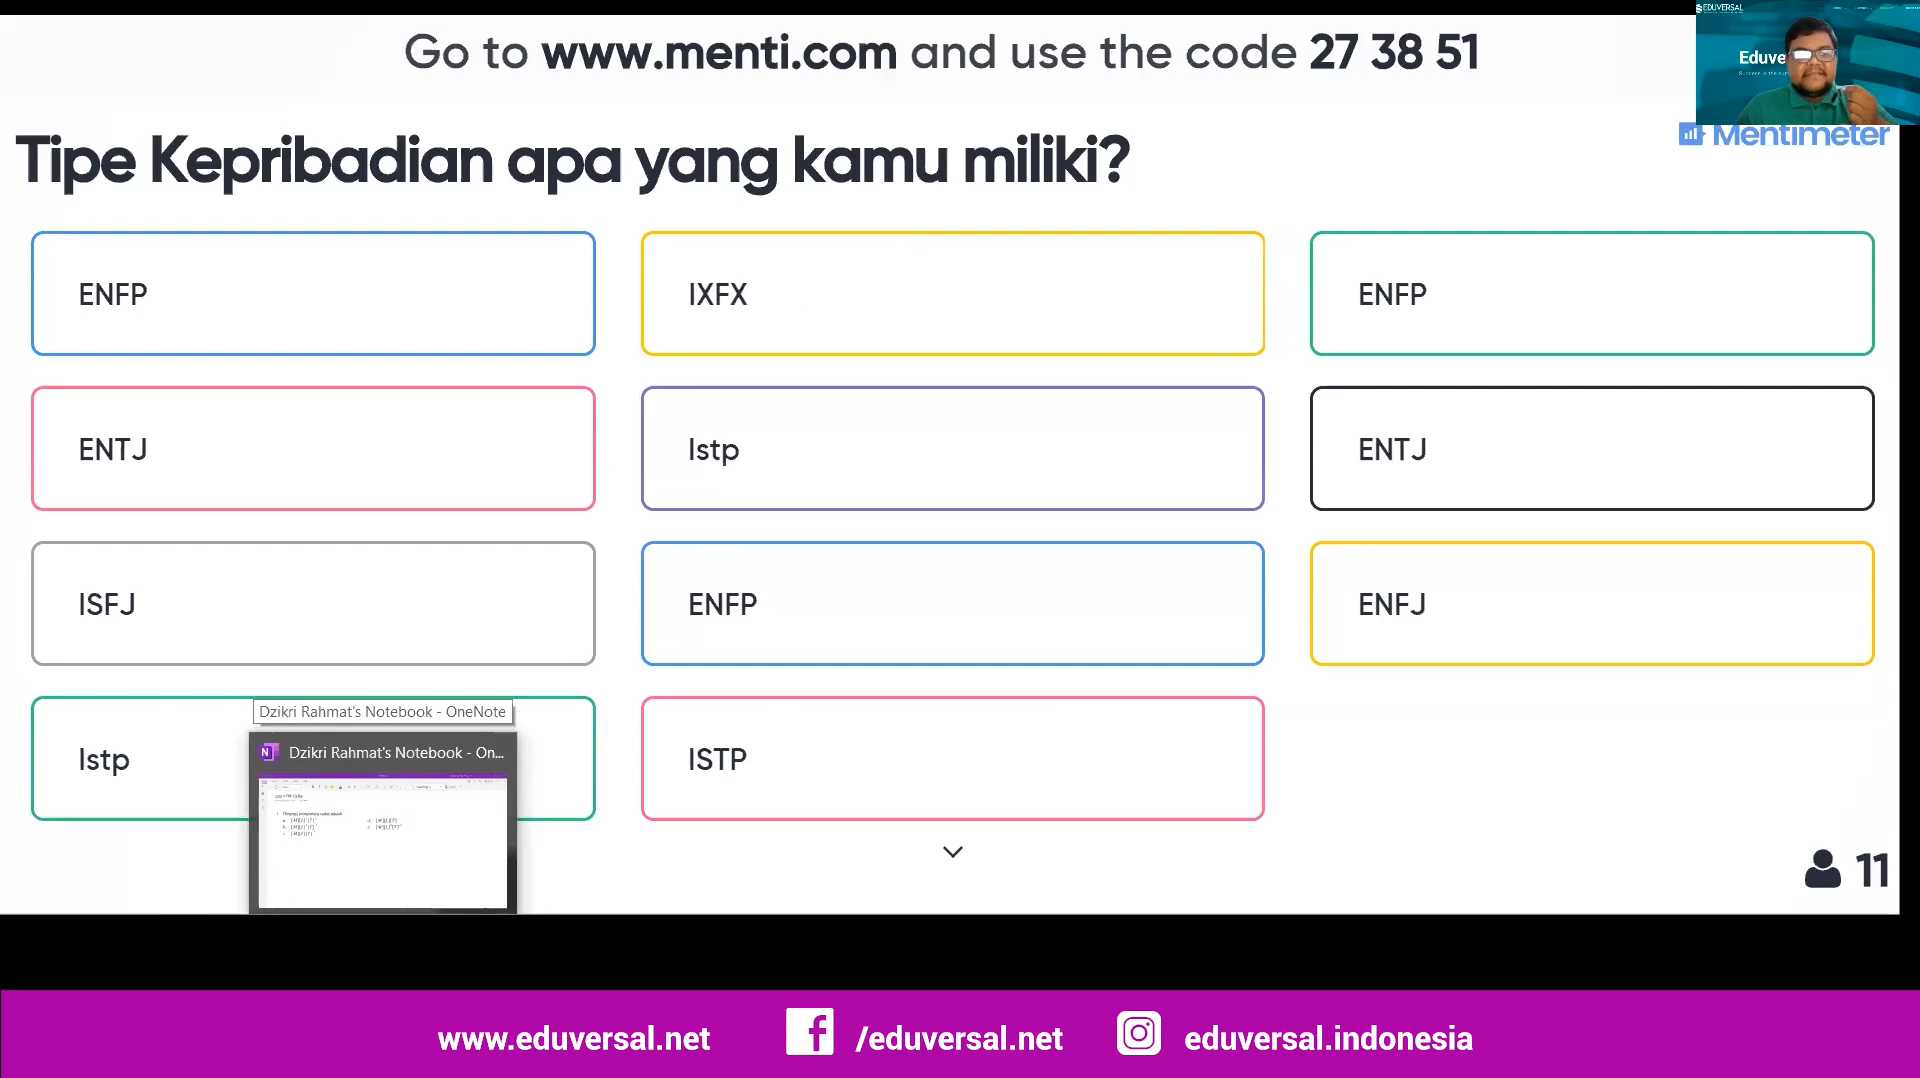 Go to www.menti.com and use the code 27 38 51
EDUVERSAL
Eduve
Mentimeter
Tipe Kepribadian apa yang kamu miliki?
ENFP
IXFX
ENFP
ENTJ
Istp
ENTJ
ISFJ
ENFP
ENFJ
Istp
ISTP
Dzikri Rahmat's Notebook - OneNote
Dzikri Rahmat's Notebook - On...
11
www.eduversal.net
/eduversal.net
eduversal.indonesia